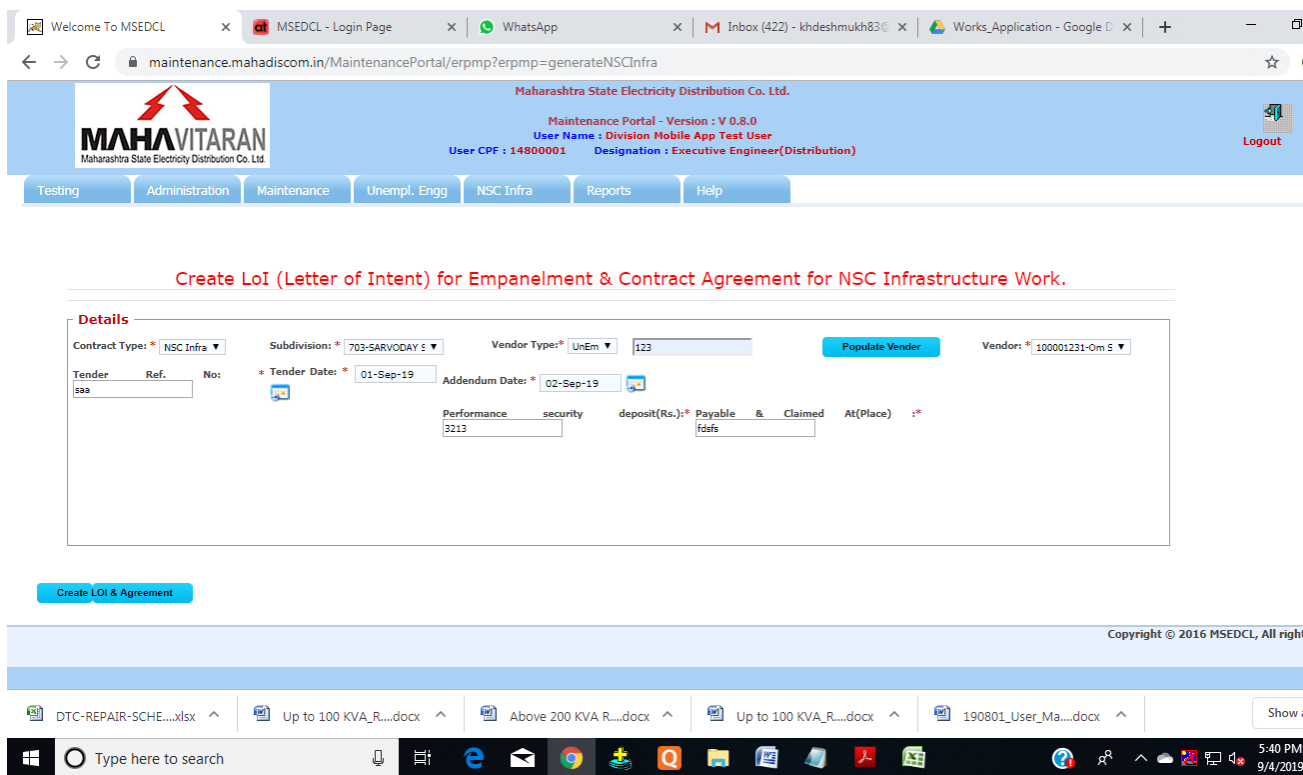 Welcome To MSEDCL
MSEDCL - Login Page
WhatsApp
Inbox (422) - khdeshmukh83@
Works_Application - Google D
maintenance.mahadiscom.in/MaintenancePortal/erpmp?erpmp=generateNSCInfra
MAHAVITARAN
Maharashtra State Electricity Distribution Co. Ltd.
Maharashtra State Electricity Distribution Co. Ltd.
Maintenance Portal - Version : V 0.8.0
User Name : Division Mobile App Test User
User CPF : 14800001 Designation : Executive Engineer(Distribution)
Logout
Testing Administration Maintenance Unempl. Engg NSC Infra Reports Help
Create LoI (Letter of Intent) for Empanelment & Contract Agreement for NSC Infrastructure Work.
Details
Contract Type: * NSC Infra Subdivision: * 703-SARVODAY S Vendor Type:* UnEm 123 Populate Vender Vendor: * 100001231-Om S
Tender Ref. No: * Tender Date: * 01-Sep-19 Addendum Date: * 02-Sep-19
saa
Performance security deposit(Rs.):* Payable & Claimed At(Place) :*
3213 fdsfs
Create LOI & Agreement
Copyright © 2016 MSEDCL, All right
DTC-REPAIR-SCHE....xlsx Up to 100 KVA_R....docx Above 200 KVA R....docx Up to 100 KVA_R....docx 190801_User_Ma....docx Show a
Type here to search
5:40 PM
9/4/2019